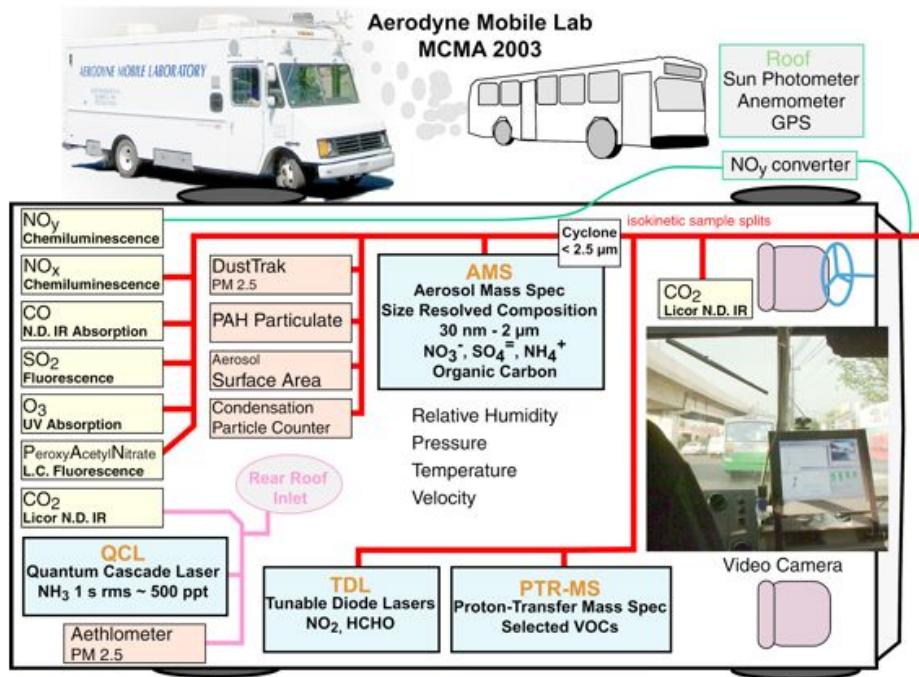 Aerodyne Mobile Lab
MCMA 2003
AERODYNE MOBILE LABORATORY
Roof
Sun Photometer
Anemometer
GPS
NOy converter
isokinetic sample splits
NOy
Chemiluminescence
NOx
Chemiluminescence
CO
N.D. IR Absorption
SO2
Fluorescence
O3
UV Absorption
PeroxyAcetylNitrate
L.C. Fluorescence
CO2
Licor N.D. IR
DustTrak
PM 2.5
PAH Particulate
Aerosol
Surface Area
Condensation
Particle Counter
Cyclone
< 2.5 µm
AMS
Aerosol Mass Spec
Size Resolved Composition
30 nm - 2 µm
NO3-, SO4=, NH4+
Organic Carbon
CO2
Licor N.D. IR
Relative Humidity
Pressure
Temperature
Velocity
Rear Roof
Inlet
QCL
Quantum Cascade Laser
NH3 1 s rms ~ 500 ppt
Aethlometer
PM 2.5
TDL
Tunable Diode Lasers
NO2, HCHO
PTR-MS
Proton-Transfer Mass Spec
Selected VOCs
Video Camera